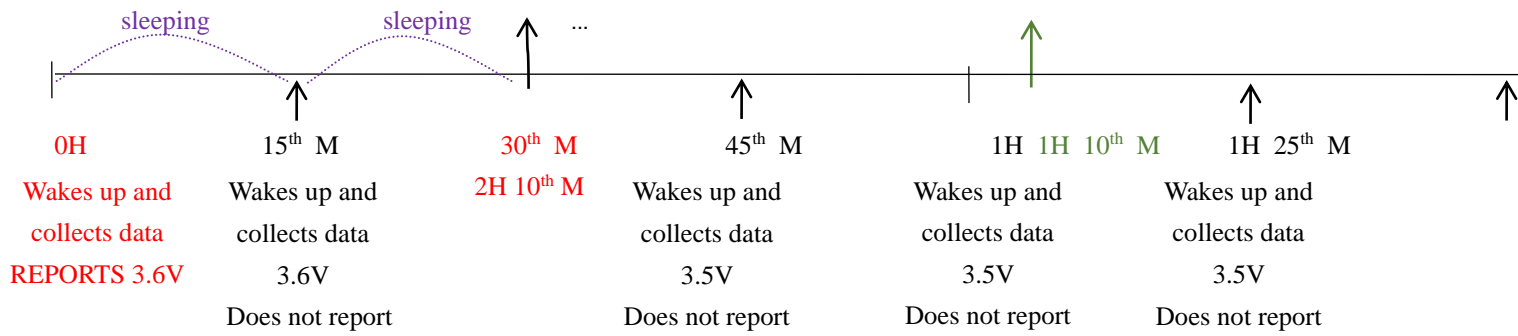 sleeping
sleeping
...
0H 15th M 30th M 45th M 1H 1H 10th M 1H 25th M
2H 10th M
Wakes up and Wakes up and Wakes up and Wakes up and Wakes up and
collects data collects data collects data collects data collects data
REPORTS 3.6V 3.6V 3.5V 3.5V 3.5V
Does not report Does not report Does not report Does not report